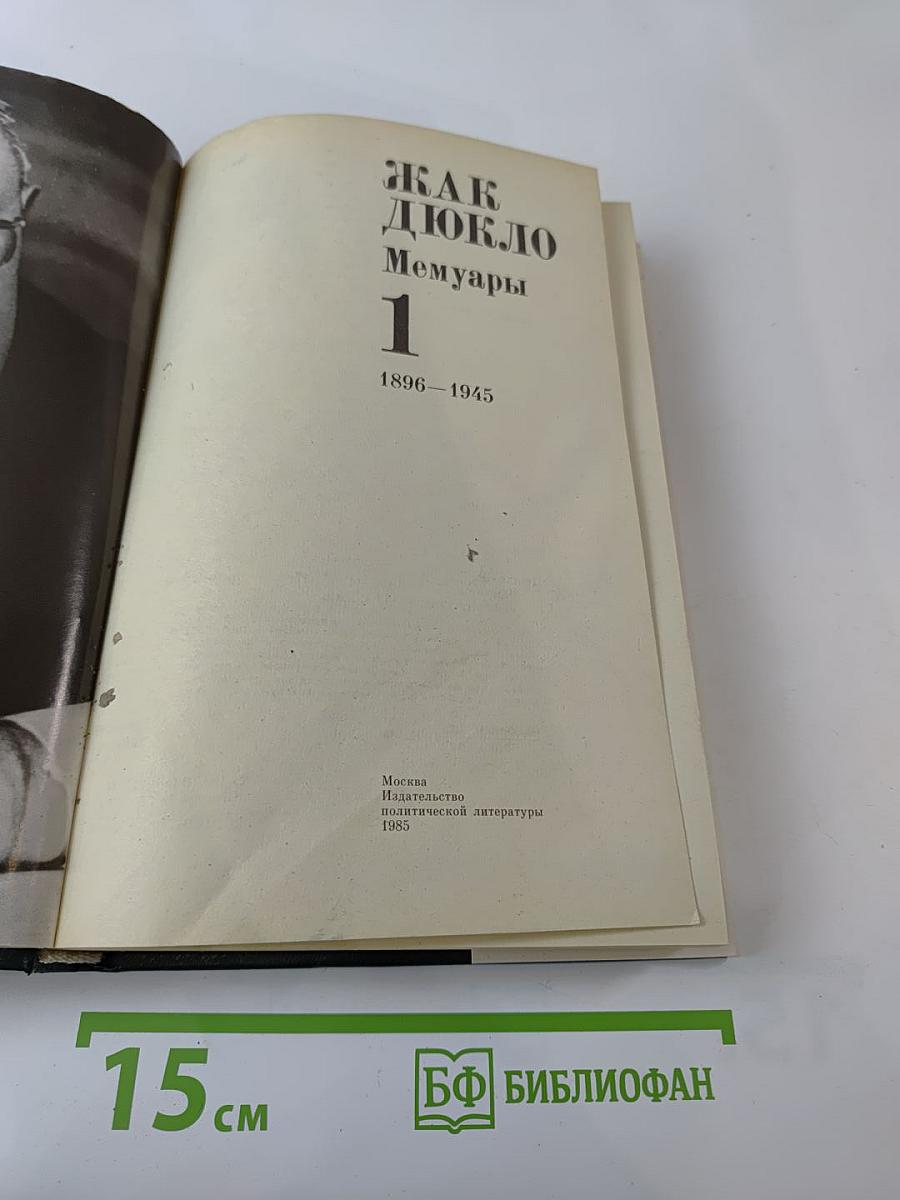 ЖАК
ДЮКЛО
Мемуары
1
1896—1945
Москва
Издательство
политической литературы
1985
15 см
БФ БИБЛИОФАН